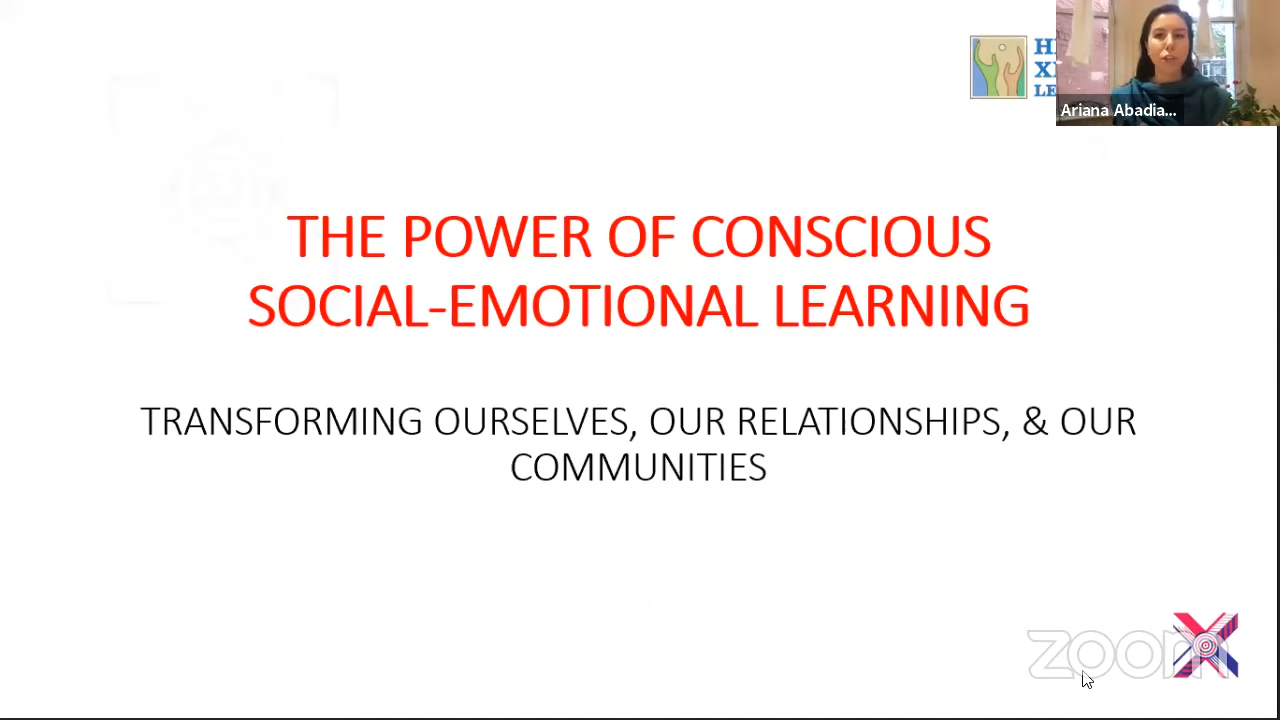 Ariana Abadia...
THE POWER OF CONSCIOUS
SOCIAL-EMOTIONAL LEARNING
TRANSFORMING OURSELVES, OUR RELATIONSHIPS, & OUR
COMMUNITIES
zoom